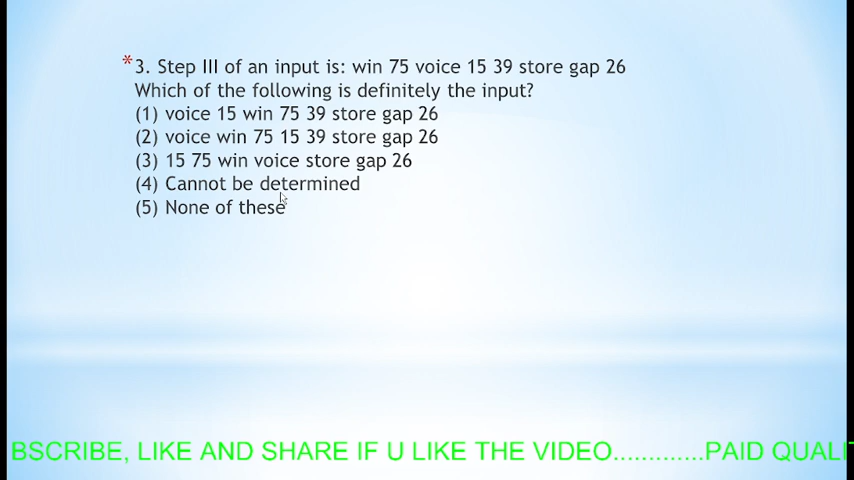 *3. Step III of an input is: win 75 voice 15 39 store gap 26
Which of the following is definitely the input?
(1) voice 15 win 75 39 store gap 26
(2) voice win 75 15 39 store gap 26
(3) 15 75 win voice store gap 26
(4) Cannot be determined
(5) None of these
BSCRIBE, LIKE AND SHARE IF U LIKE THE VIDEO.............PAID QUALIT